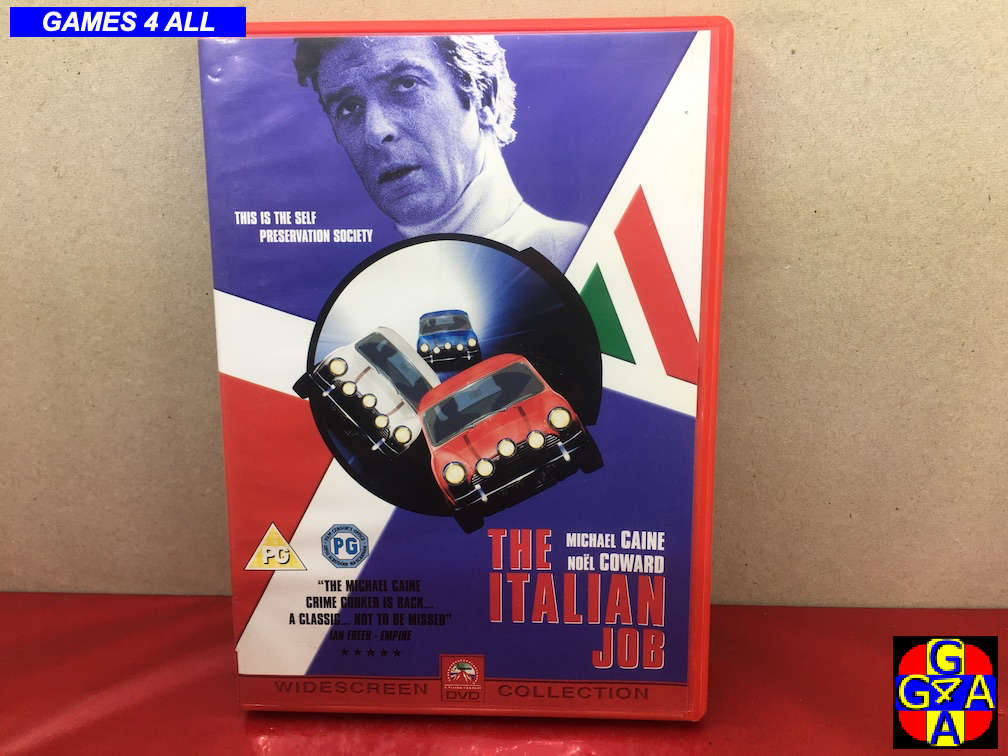 GAMES 4 ALL
THIS IS THE SELF
PRESERVATION SOCIETY
THE
ITALIAN
JOB
MICHAEL CAINE
NOËL COWARD
PG
PG
"THE MICHAEL CAINE
CRIME CORKER IS BACK...
A CLASSIC... NOT TO BE MISSED"
IAN FREER - EMPIRE
WIDESCREEN DVD COLLECTION
G
G4A
A